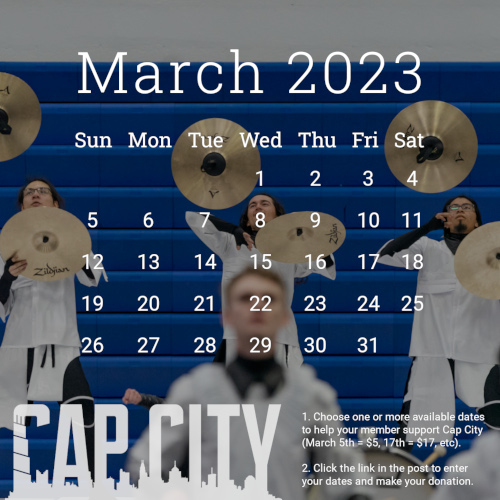 March 2023
Sun Mon Tue Wed Thu Fri Sat
1 2 3 4
5 6 7 8 9 10 11
12 13 14 15 16 17 18
19 20 21 22 23 24 25
26 27 28 29 30 31
Zildjian
CAP CITY
1. Choose one or more available dates
to help your member support Cap City
(March 5th = $5, 17th = $17, etc).
2. Click the link in the post to enter
your dates and make your donation.